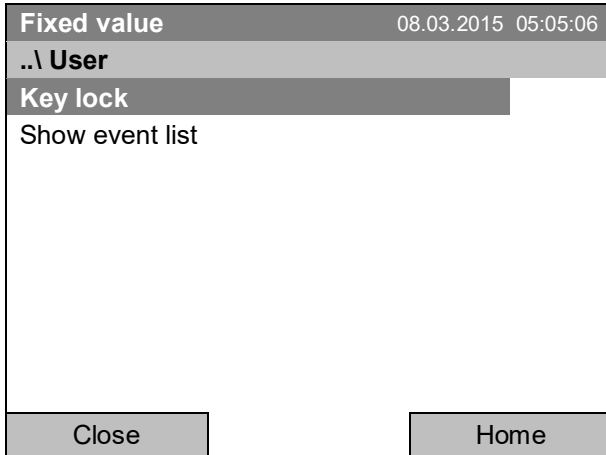 Fixed value 08.03.2015 05:05:06
..\ User
Key lock
Show event list
Close Home